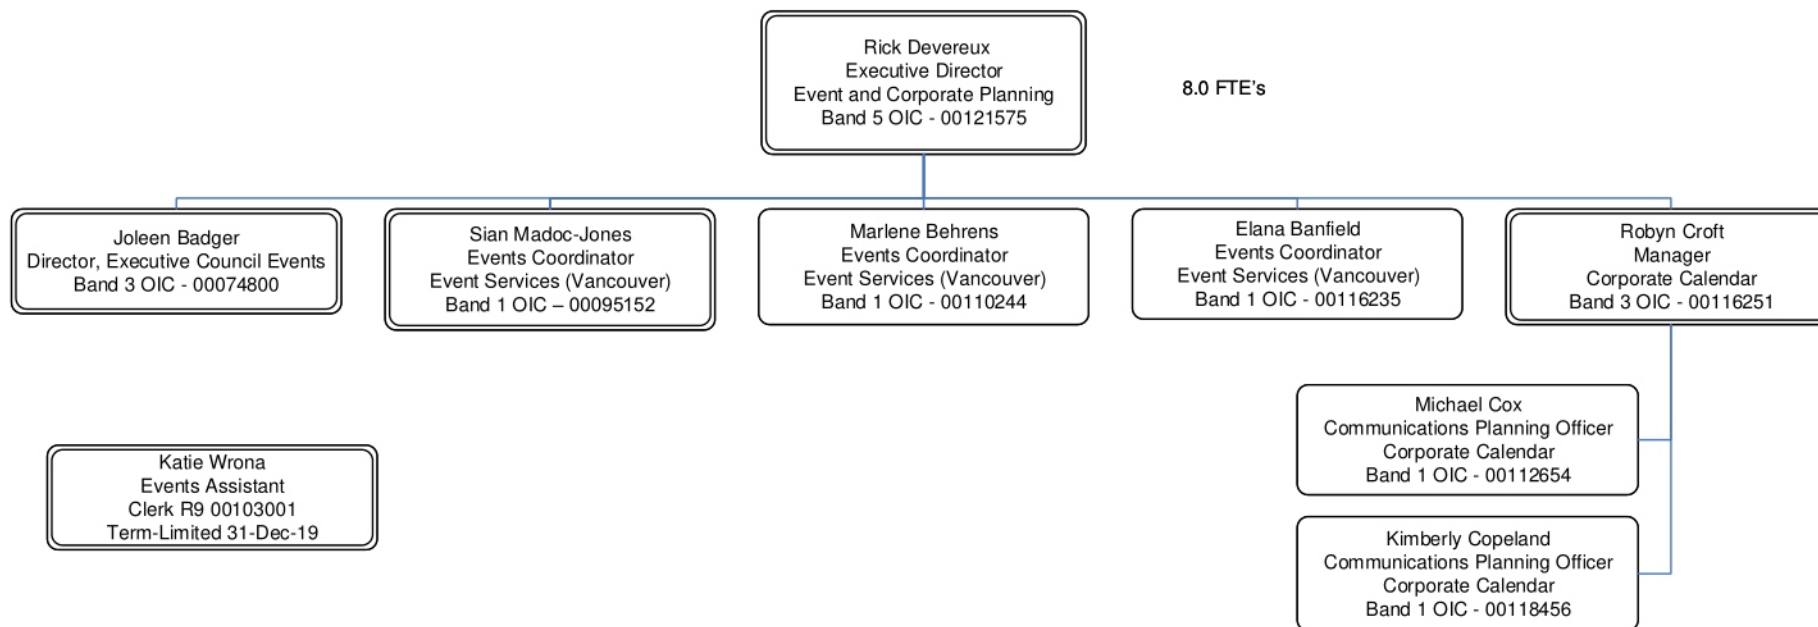 Rick Devereux
Executive Director
Event and Corporate Planning
Band 5 OIC - 00121575
8.0 FTE's
Joleen Badger
Director, Executive Council Events
Band 3 OIC - 00074800
Sian Madoc-Jones
Events Coordinator
Event Services (Vancouver)
Band 1 OIC – 00095152
Marlene Behrens
Events Coordinator
Event Services (Vancouver)
Band 1 OIC - 00110244
Elana Banfield
Events Coordinator
Event Services (Vancouver)
Band 1 OIC - 00116235
Robyn Croft
Manager
Corporate Calendar
Band 3 OIC - 00116251
Michael Cox
Communications Planning Officer
Corporate Calendar
Band 1 OIC - 00112654
Katie Wrona
Events Assistant
Clerk R9 00103001
Term-Limited 31-Dec-19
Kimberly Copeland
Communications Planning Officer
Corporate Calendar
Band 1 OIC - 00118456